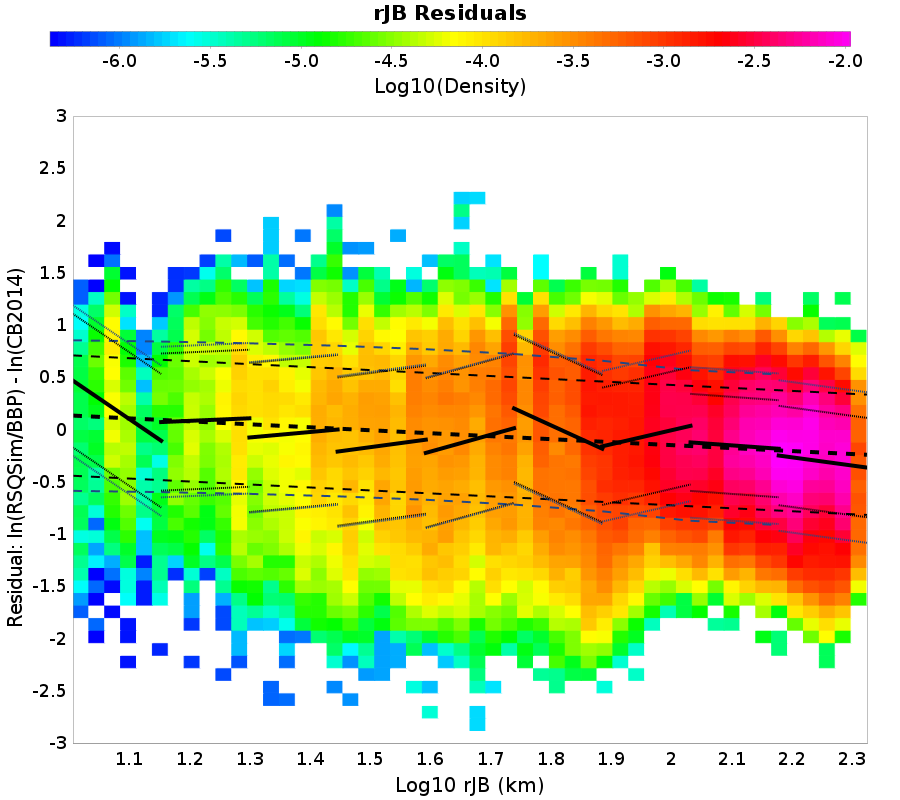 rJB Residuals
-6.0 -5.5 -5.0 -4.5 -4.0 -3.5 -3.0 -2.5 -2.0
Log10(Density)
Residual: ln(RSQSim/BBP) - ln(CB2014)
3
2.5
2
1.5
1
0.5
0
-0.5
-1
-1.5
-2
-2.5
-3
1.1 1.2 1.3 1.4 1.5 1.6 1.7 1.8 1.9 2 2.1 2.2 2.3
Log10 rJB (km)